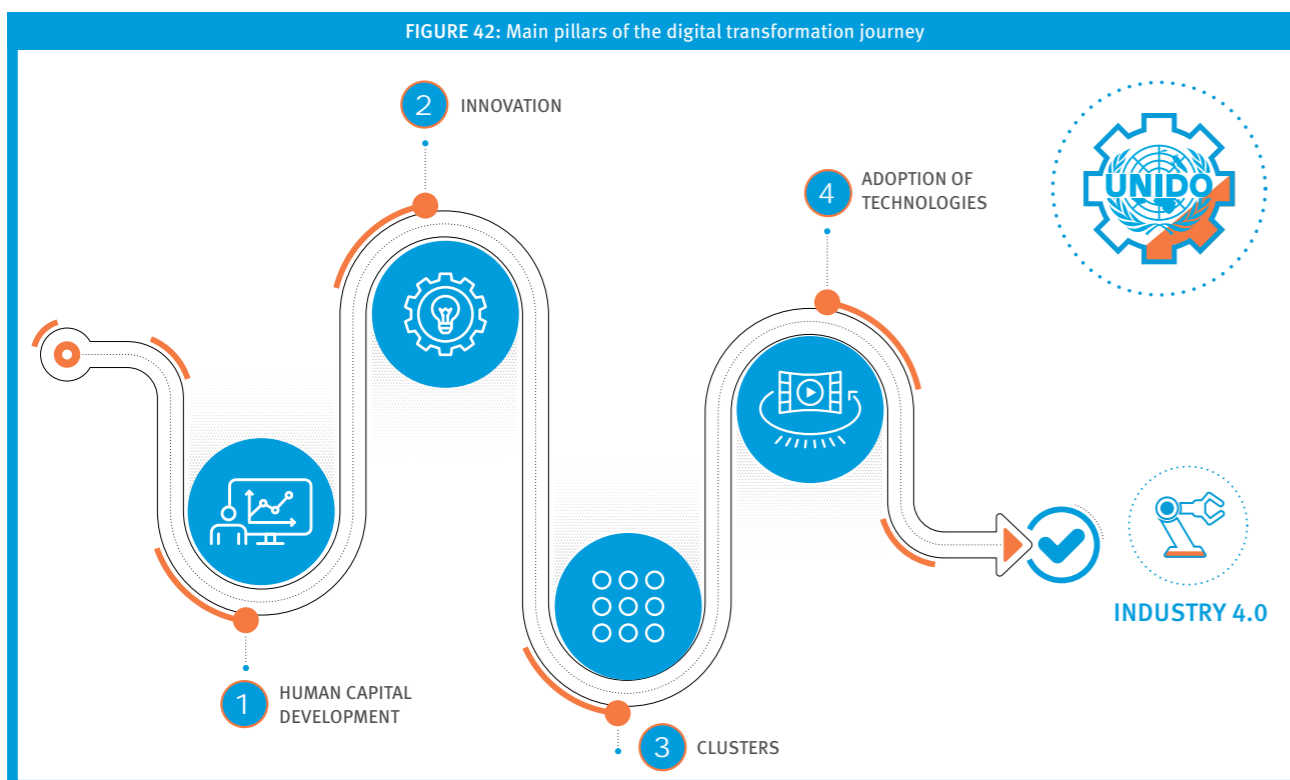 FIGURE 42: Main pillars of the digital transformation journey
2
INNOVATION
4
ADOPTION OF
TECHNOLOGIES
UNIDO
INDUSTRY 4.0
1
HUMAN CAPITAL
DEVELOPMENT
3
CLUSTERS